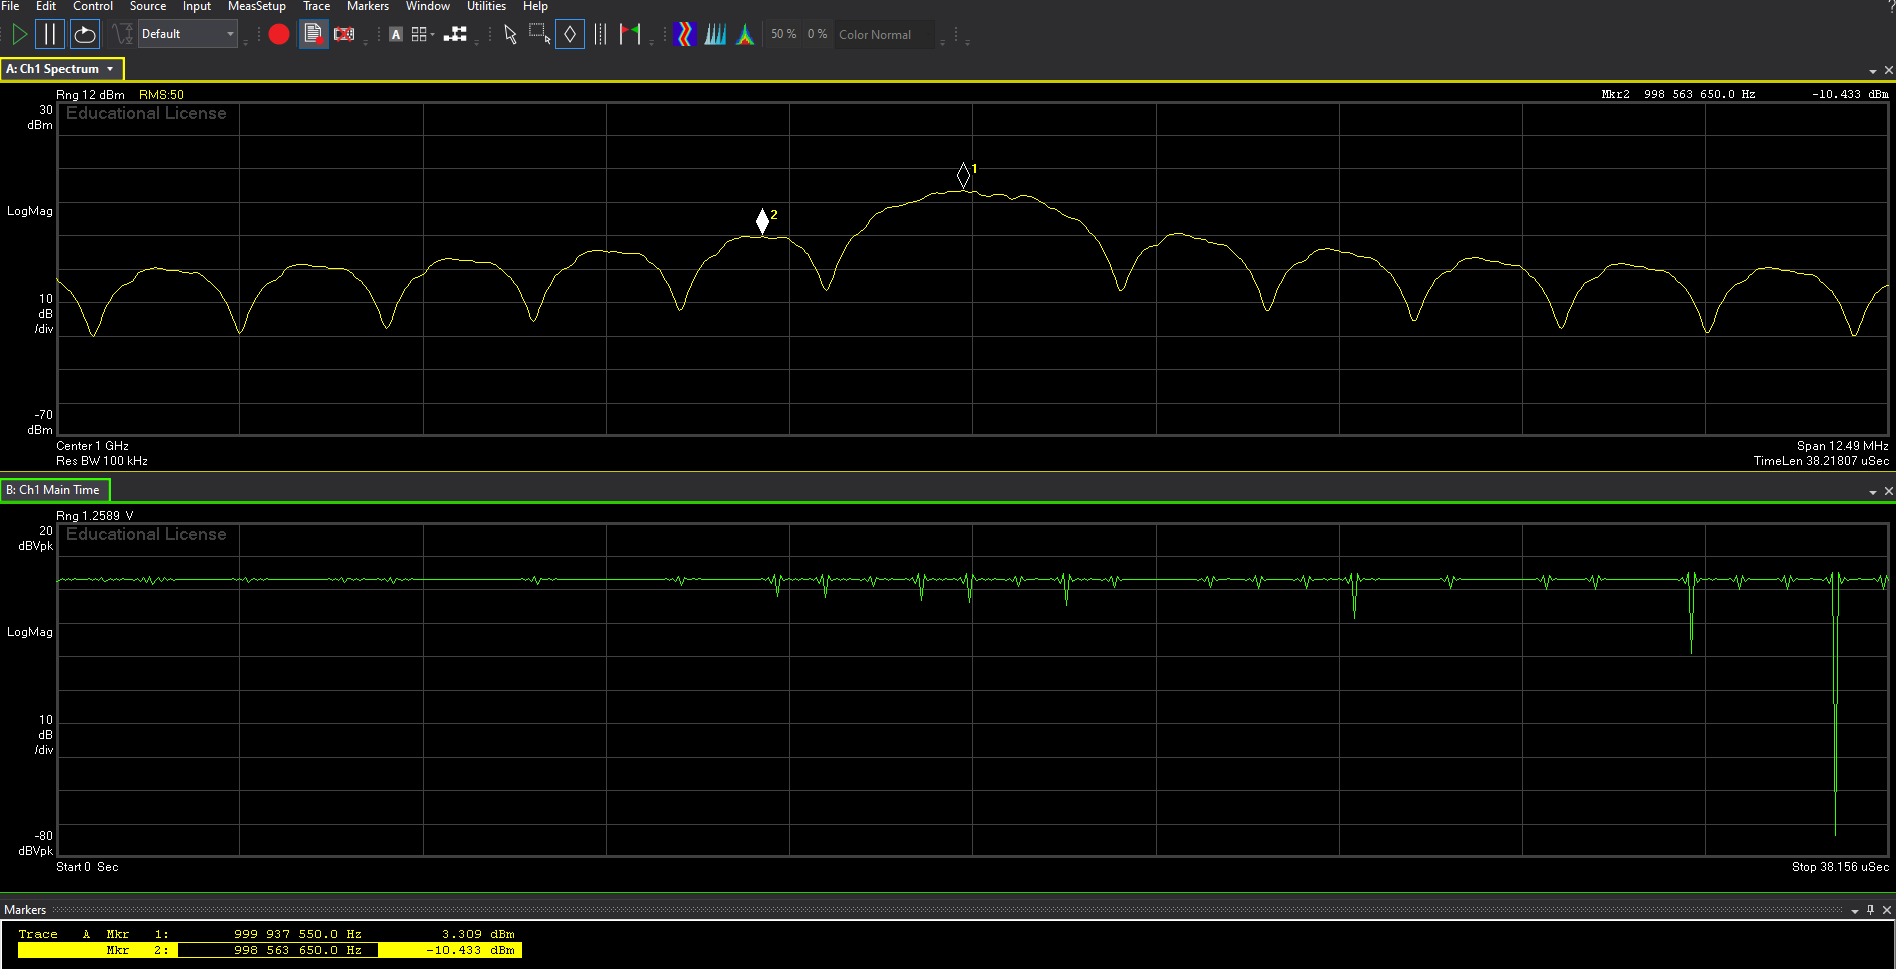 File Edit Control Source Input MeasSetup Trace Markers Window Utilities Help
Default A 50 % 0 % Color Normal
A: Ch1 Spectrum
Rng 12 dBm RMS:50 Mkr2 998 563 650.0 Hz -10.433 dBm
30
dBm
Educational License
1
2
LogMag
10
dB
/div
-70
dBm
Center 1 GHz Span 12.49 MHz
Res BW 100 kHz TimeLen 38.21807 uSec
B: Ch1 Main Time
Rng 1.2589 V
20
dBVpk
Educational License
LogMag
10
dB
/div
-80
dBVpk
Start 0 Sec Stop 38.156 uSec
Markers
Trace A Mkr 1: 999 937 550.0 Hz 3.309 dBm
Mkr 2: 998 563 650.0 Hz -10.433 dBm